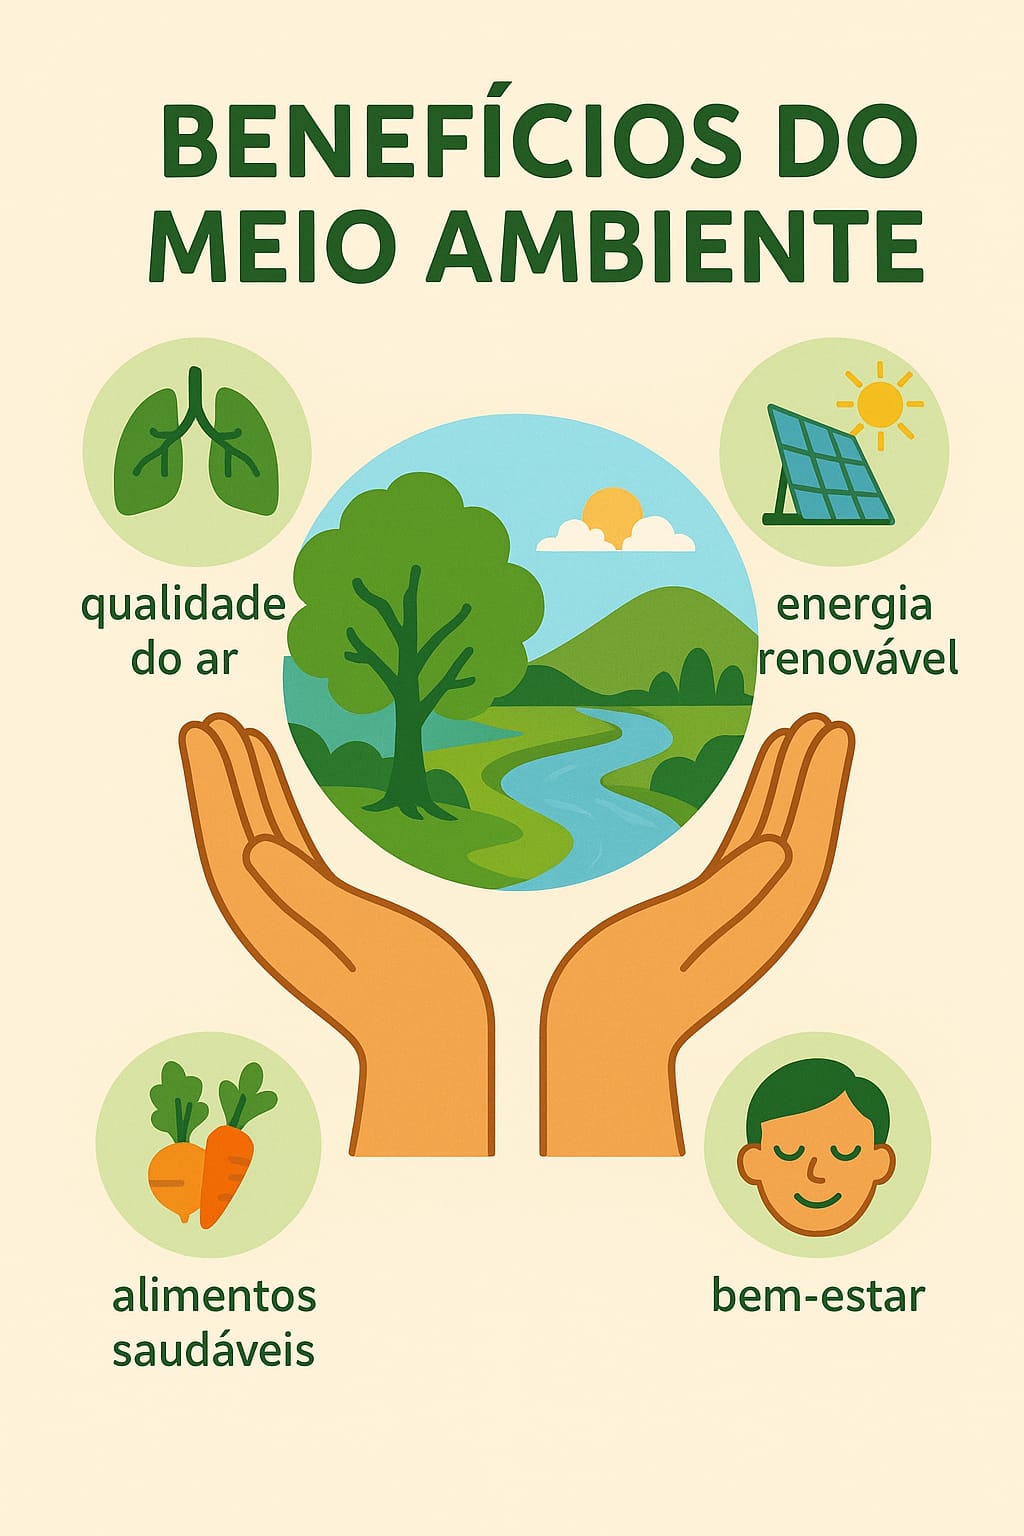 BENEFÍCIOS DO
MEIO AMBIENTE
qualidade
do ar
energia
renovável
alimentos
saudáveis
bem-estar